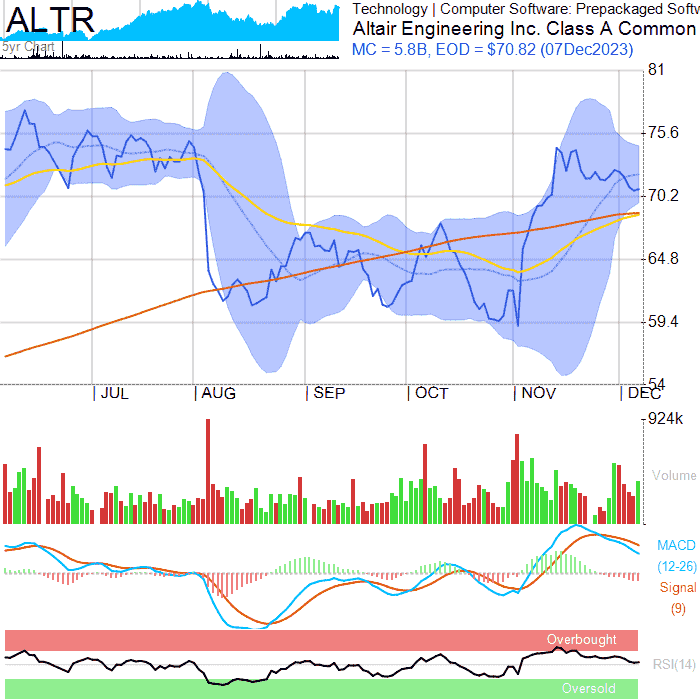 ALTR
5yr Chart
Technology | Computer Software: Prepackaged Softw
Altair Engineering Inc. Class A Common
MC = 5.8B, EOD = $70.82 (07Dec2023)
81
75.6
70.2
64.8
59.4
54
JUL AUG SEP OCT NOV DEC
924k
Volume
MACD
(12-26)
Signal
(9)
Overbought
RSI(14)
Oversold